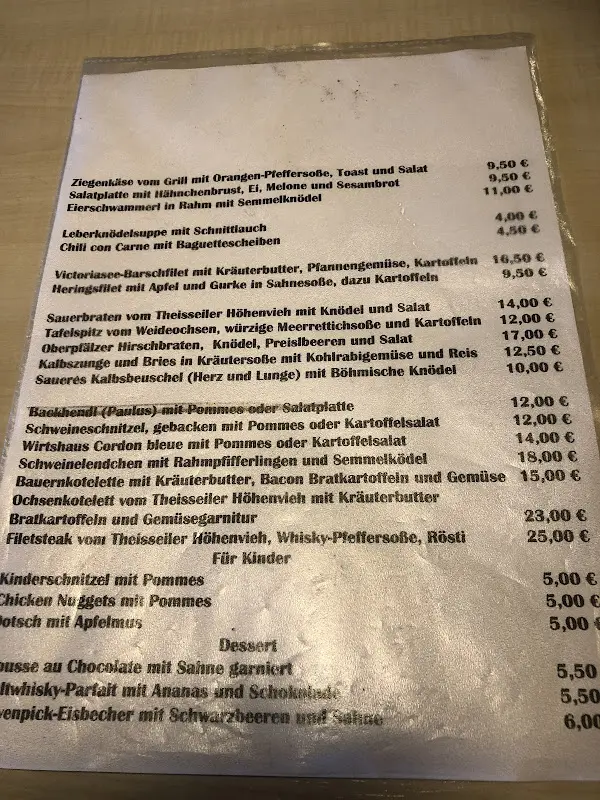 Ziegenkäse vom Grill mit Orangen-Pfeffersoße, Toast und Salat 9,50 €
Salatplatte mit Hähnchenbrust, Ei, Melone und Sesambrot 9,50 €
Eierschwammerl in Rahm mit Semmelknödel 11,00 €
Leberknödelsuppe mit Schnittlauch 4,00 €
Chili con Carne mit Baguettescheiben 4,50 €
Victoriasee-Barschfilet mit Kräuterbutter, Pfannengemüse, Kartoffeln 16,50 €
Heringsfilet mit Apfel und Gurke in Sahnesoße, dazu Kartoffeln 9,50 €
Sauerbraten vom Theisseiler Höhenvieh mit Knödel und Salat 14,00 €
Tafelspitz vom Weideochsen, würzige Meerrettichsoße und Kartoffeln 12,00 €
Oberpfälzer Hirschbraten, Knödel, Preislbeeren und Salat 17,00 €
Kalbszunge und Bries in Kräutersoße mit Kohlrabigemüse und Reis 12,50 €
Saueres Kalbsbeuschel (Herz und Lunge) mit Böhmische Knödel 10,00 €
Backhendl (Paulus) mit Pommes oder Salatplatte 12,00 €
Schweineschnitzel, gebacken mit Pommes oder Kartoffelsalat 12,00 €
Wirtshaus Cordon bleue mit Pommes oder Kartoffelsalat 14,00 €
Schweinelendchen mit Rahmpfifferlingen und Semmelködel 18,00 €
Bauernkotelette mit Kräuterbutter, Bacon Bratkartoffeln und Gemüse 15,00 €
Ochsenkotelett vom Theisseiler Höhenvieh mit Kräuterbutter
Bratkartoffeln und Gemüsegarnitur 23,00 €
Filetsteak vom Theisseiler Höhenvieh, Whisky-Pfeffersoße, Rösti 25,00 €
Für Kinder
Kinderschnitzel mit Pommes 5,00 €
Chicken Nuggets mit Pommes 5,00 €
otsch mit Apfelmus 5,00 €
Dessert
ousse au Chocolate mit Sahne garniert 5,50
ltwhisky-Parfait mit Ananas und Schokolade 5,50
venpick-Eisbecher mit Schwarzbeeren und Sahne 6,00